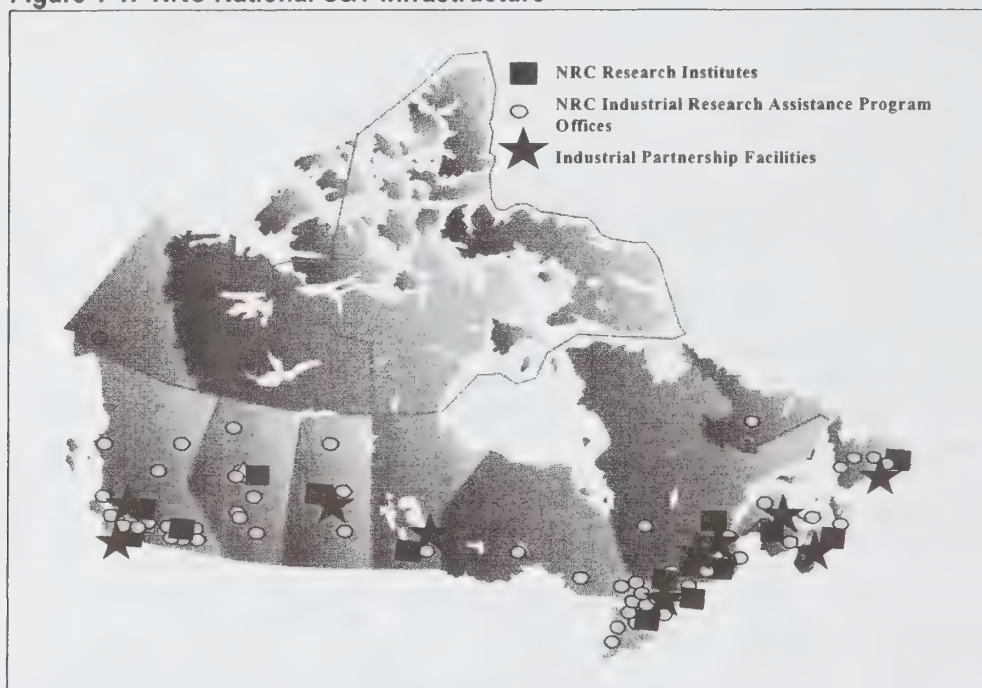 NRC Research Institutes
NRC Industrial Research Assistance Program
Offices
Industrial Partnership Facilities